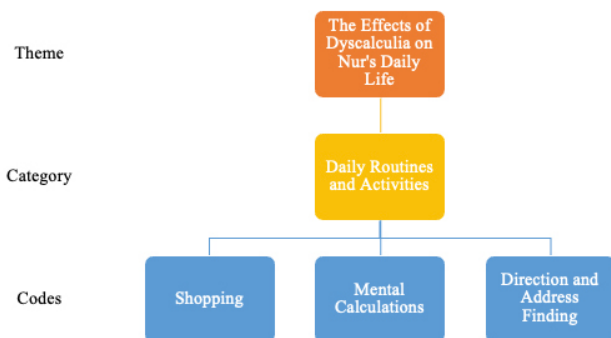 Theme
The Effects of
Dyscalculia on
Nur's Daily
Life
Category
Daily Routines
and Activities
Codes
Shopping
Mental
Calculations
Direction and
Address
Finding